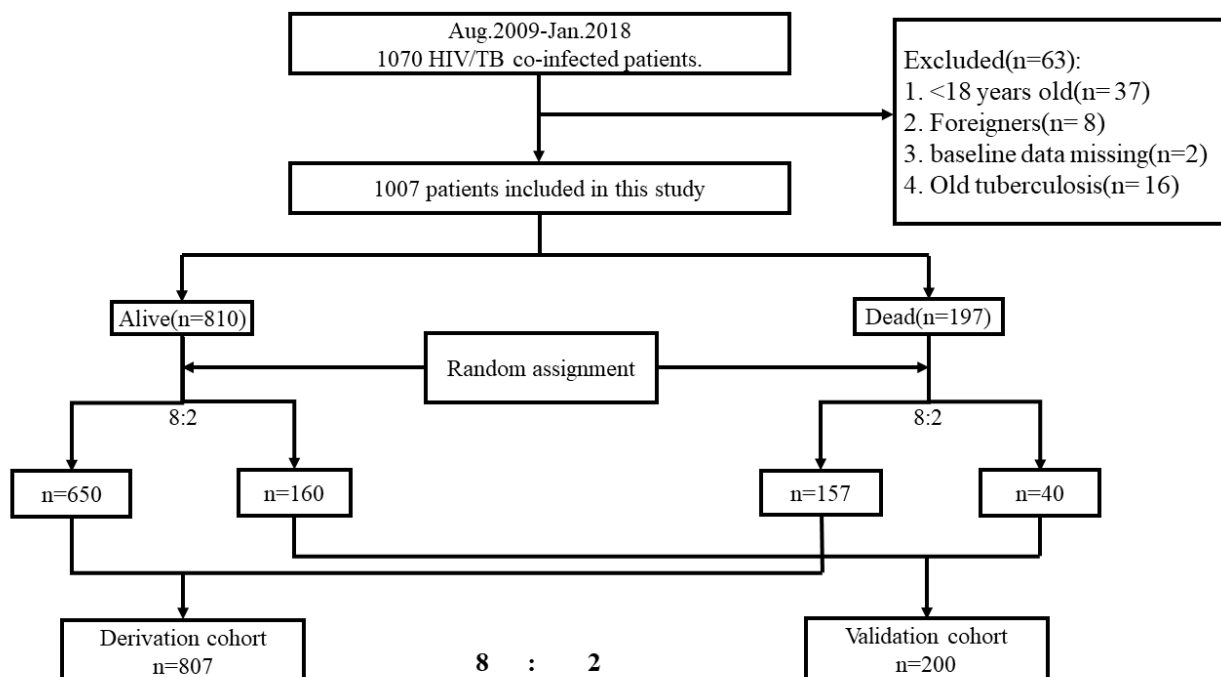 Aug.2009-Jan.2018
1070 HIV/TB co-infected patients.
Excluded(n=63):
1. <18 years old(n= 37)
2. Foreigners(n= 8)
3. baseline data missing(n=2)
4. Old tuberculosis(n= 16)
1007 patients included in this study
Alive(n=810)
Dead(n=197)
Random assignment
8:2
8:2
n=650
n=160
n=157
n=40
Derivation cohort
n=807
8 : 2
Validation cohort
n=200